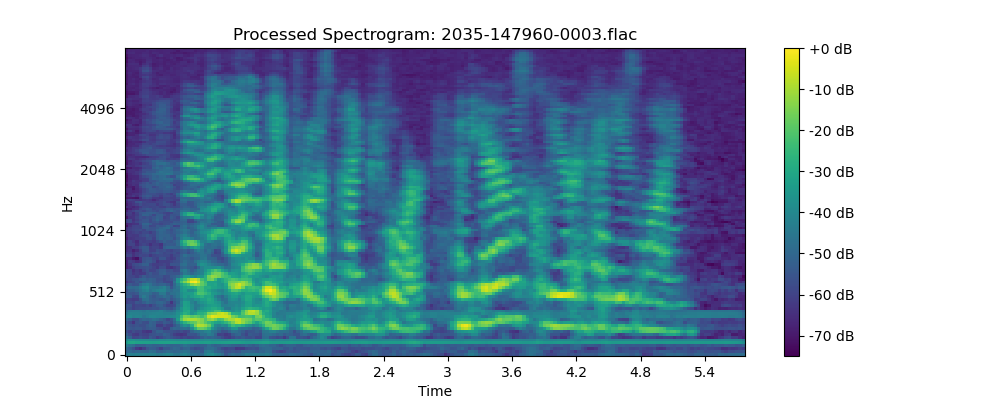 Processed Spectrogram: 2035-147960-0003.flac
+0 dB
4096
-10 dB
-20 dB
2048
-30 dB
Hz
1024
-40 dB
-50 dB
512
-60 dB
-70 dB
0
0 0.6 1.2 1.8 2.4 3 3.6 4.2 4.8 5.4
Time